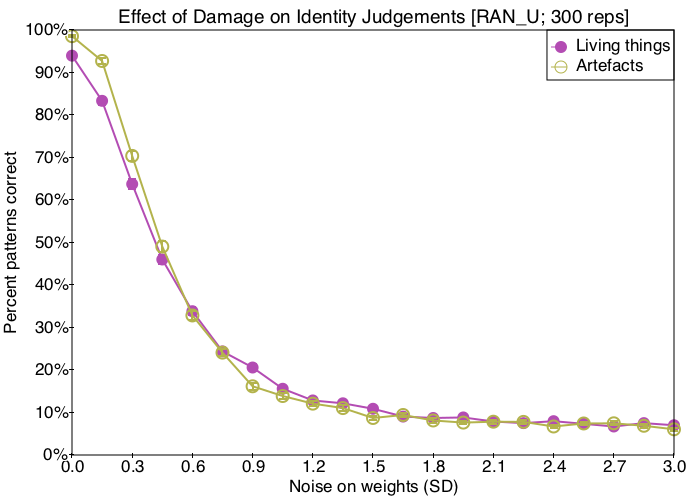 Effect of Damage on Identity Judgements [RAN_U; 300 reps]
Living things
Artefacts
Percent patterns correct
100%
90%
80%
70%
60%
50%
40%
30%
20%
10%
0%
0.0 0.3 0.6 0.9 1.2 1.5 1.8 2.1 2.4 2.7 3.0
Noise on weights (SD)